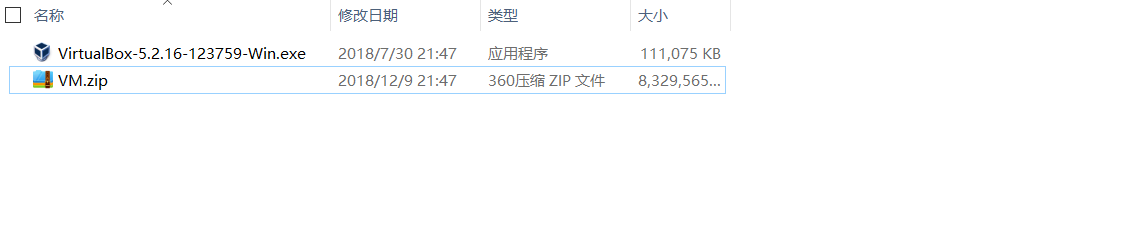 名称 修改日期 类型 大小
VirtualBox-5.2.16-123759-Win.exe 2018/7/30 21:47 应用程序 111,075 KB
VM.zip 2018/12/9 21:47 360压缩 ZIP 文件 8,329,565...